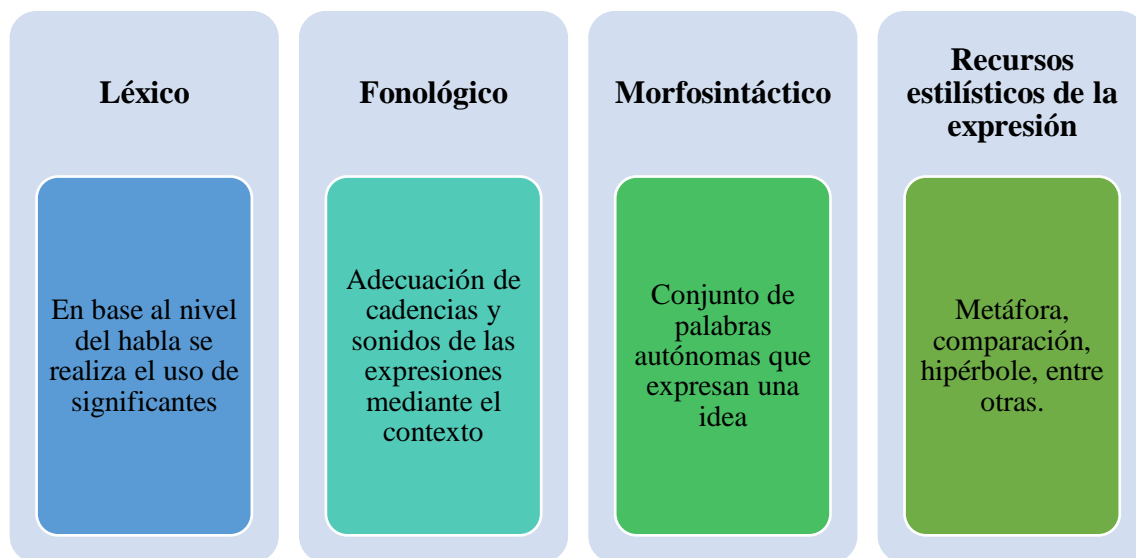 Léxico
En base al nivel
del habla se
realiza el uso de
significantes
Fonológico
Adecuación de
cadencias y
sonidos de las
expresiones
mediante el
contexto
Morfosintáctico
Conjunto de
palabras
autónomas que
expresan una
idea
Recursos
estilísticos de la
expresión
Metáfora,
comparación,
hipérbole, entre
otras.